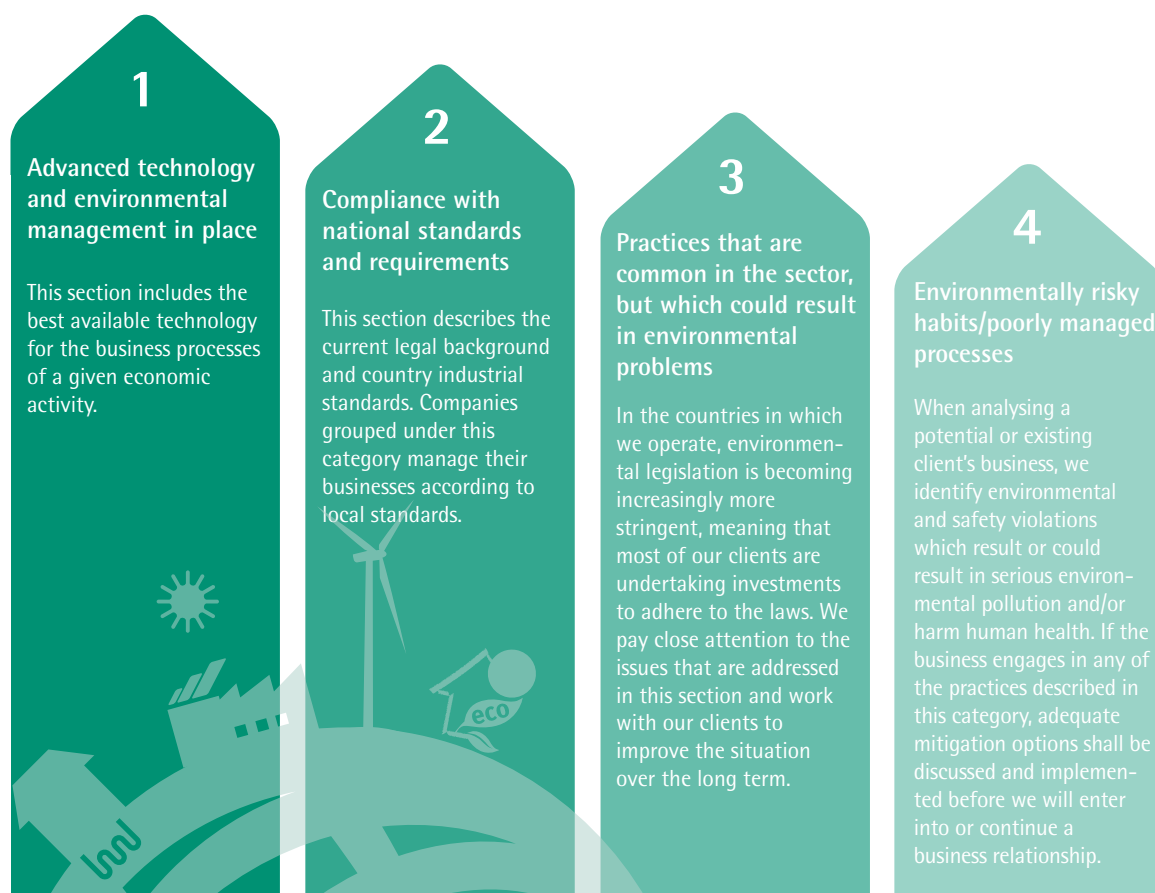 1
Advanced technology
and environmental
management in place
This section includes the
best available technology
for the business processes
of a given economic
activity.
2
Compliance with
national standards
and requirements
This section describes the
current legal background
and country industrial
standards. Companies
grouped under this
category manage their
businesses according to
local standards.
eco
3
Practices that are
common in the sector,
but which could result
in environmental
problems
In the countries in which
we operate, environmen-
tal legislation is becoming
increasingly more
stringent, meaning that
most of our clients are
undertaking investments
to adhere to the laws. We
pay close attention to the
issues that are addressed
in this section and work
with our clients to
improve the situation
over the long term.
4
Environmentally risky
habits/poorly managed
processes
When analysing a
potential or existing
client's business, we
identify environmental
and safety violations
which result or could
result in serious environ-
mental pollution and/or
harm human health. If the
business engages in any of
the practices described in
this category, adequate
mitigation options shall be
discussed and implemen-
ted before we will enter
into or continue a
business relationship.